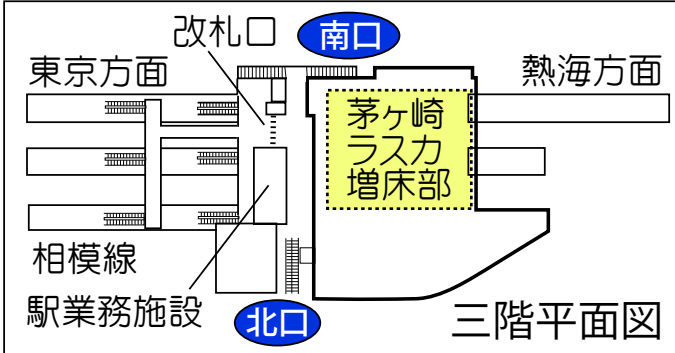 改札口
南口
東京方面
熱海方面
茅ヶ崎
ラスカ
増床部
相模線
駅業務施設
北口
三階平面図